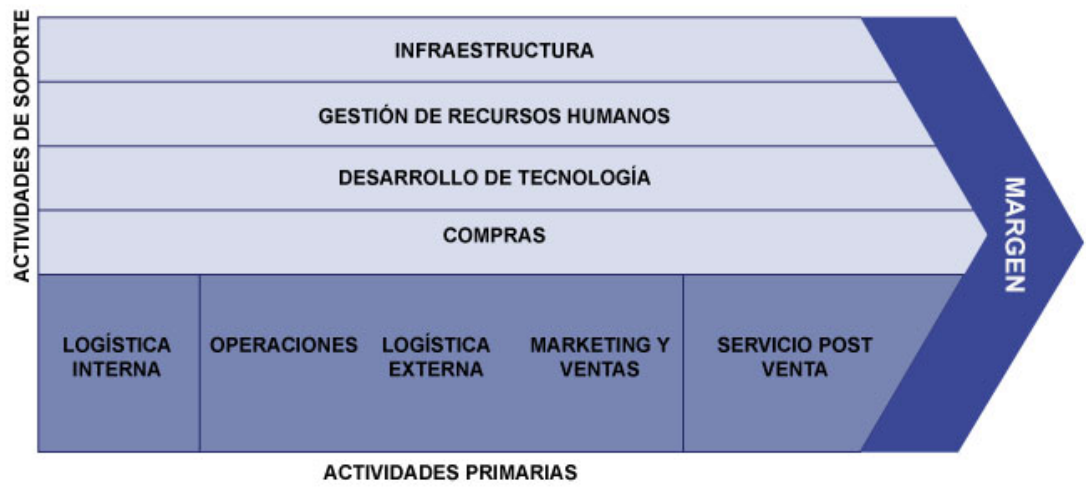 ACTIVIDADES DE SOPORTE
INFRAESTRUCTURA
GESTIÓN DE RECURSOS HUMANOS
DESARROLLO DE TECNOLOGÍA
COMPRAS
MARGEN
LOGÍSTICA
INTERNA
OPERACIONES
LOGÍSTICA
EXTERNA
MARKETING Y
VENTAS
SERVICIO POST
VENTA
ACTIVIDADES PRIMARIAS